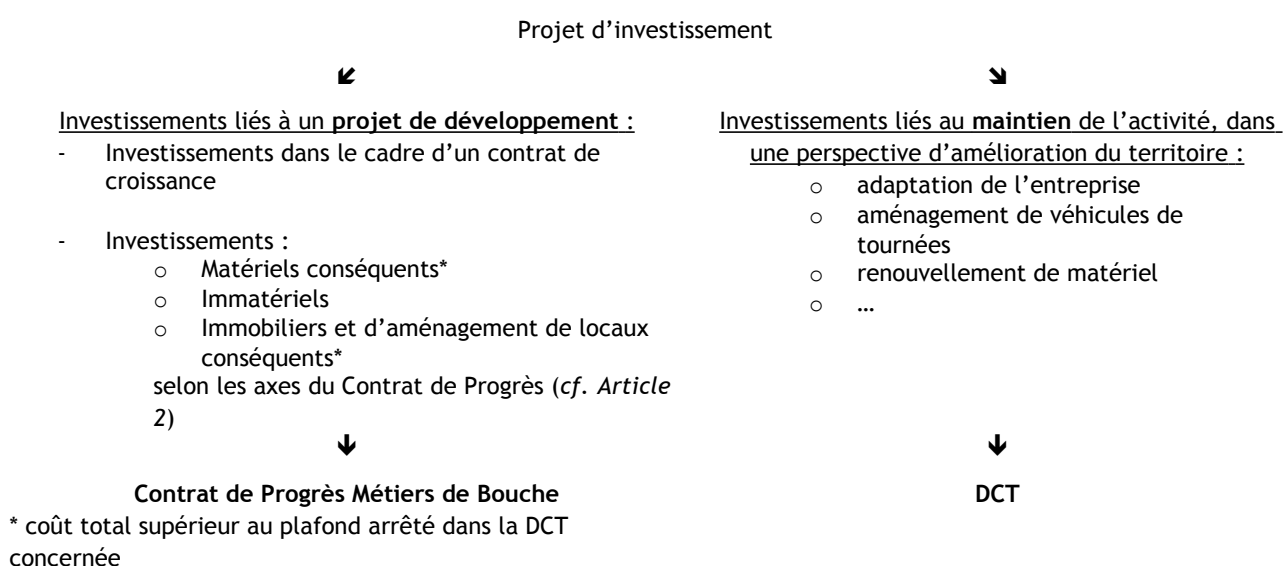 Projet d’investissement
🡿 🡾
Investissements liés à un projet de développement :
- Investissements dans le cadre d’un contrat de
croissance
- Investissements :
o Matériels conséquents*
o Immatériels
o Immobiliers et d’aménagement de locaux
conséquents*
selon les axes du Contrat de Progrès (cf. Article
2)
🡻
Contrat de Progrès Métiers de Bouche
* coût total supérieur au plafond arrêté dans la DCT
concernée
Investissements liés au maintien de l’activité, dans
une perspective d’amélioration du territoire :
o adaptation de l’entreprise
o aménagement de véhicules de
tournées
o renouvellement de matériel
o …
🡻
DCT